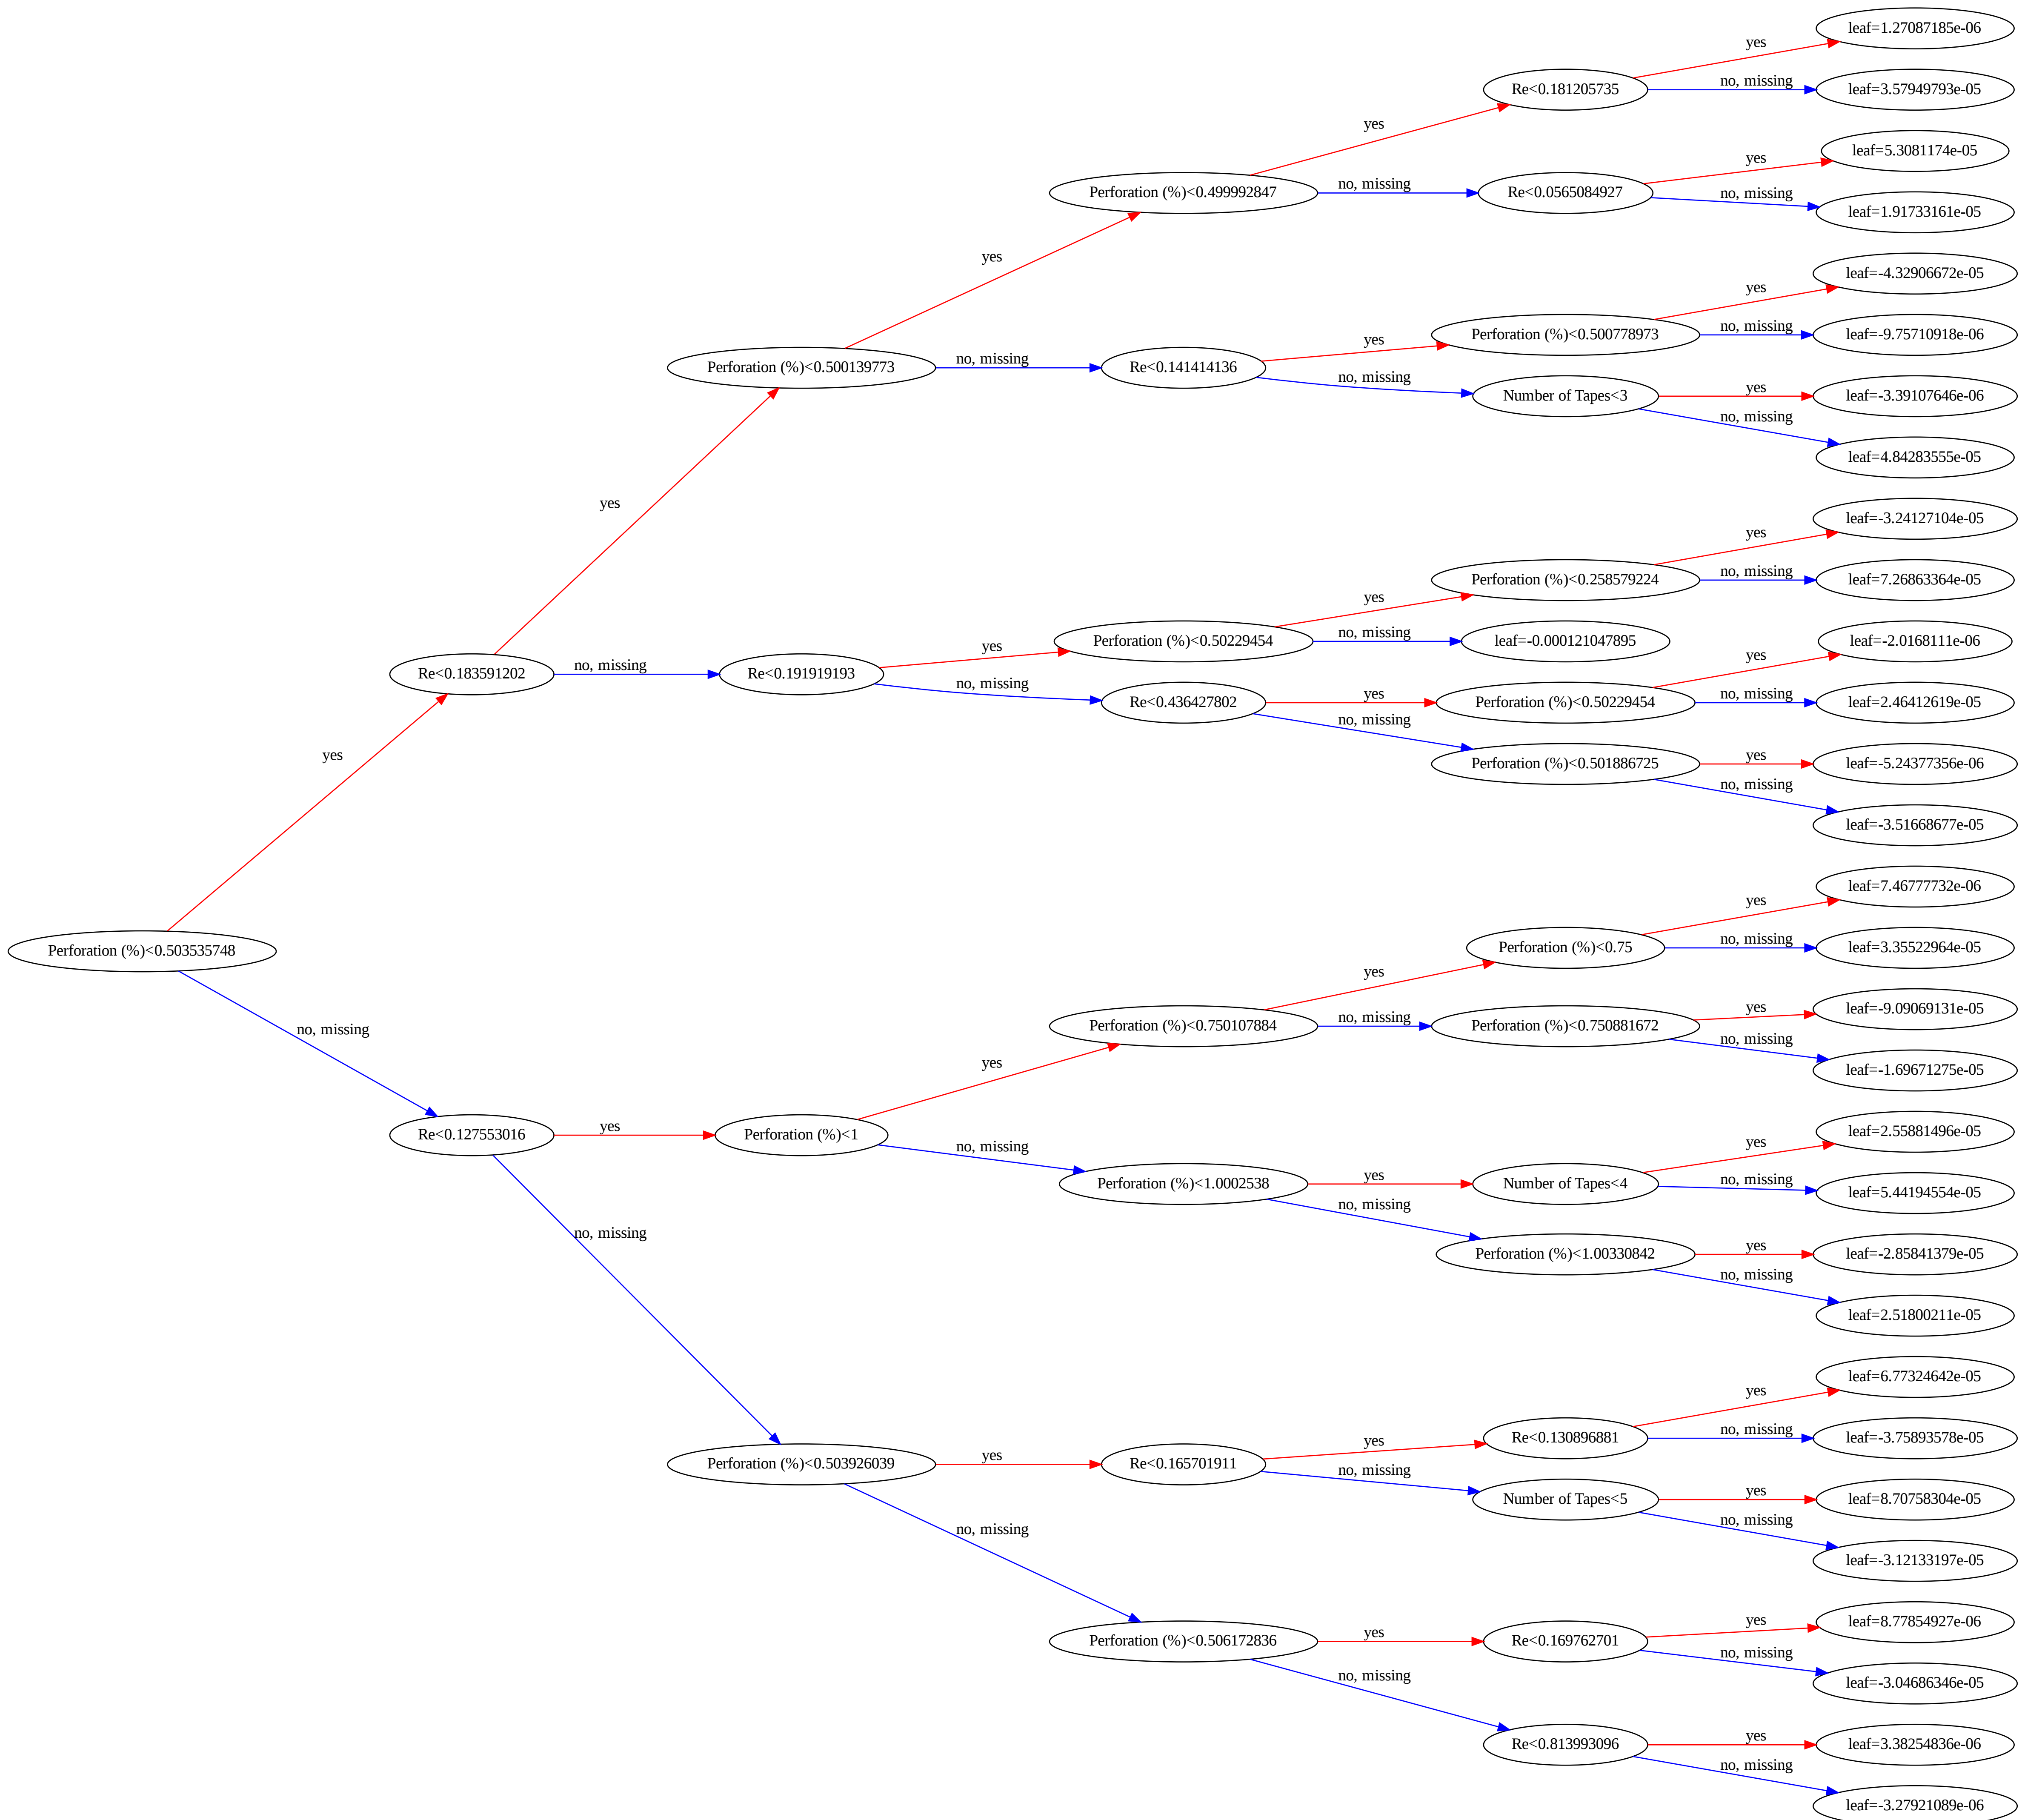 leaf=1.27087185e-06
yes
Re<0.181205735
no, missing
leaf=3.57949793e-05
yes
leaf=5.3081174e-05
yes
Perforation (%)<0.499992847
no, missing
Re<0.0565084927
no, missing
leaf=1.91733161e-05
yes
leaf=-4.32906672e-05
yes
Perforation (%)<0.500778973
no, missing
leaf=-9.75710918e-06
yes
Perforation (%)<0.500139773
no, missing
Re<0.141414136
no, missing
Number of Tapes<3
yes
leaf=-3.39107646e-06
no, missing
leaf=4.84283555e-05
yes
leaf=-3.24127104e-05
yes
Perforation (%)<0.258579224
no, missing
leaf=7.26863364e-05
yes
Perforation (%)<0.50229454
no, missing
leaf=-0.000121047895
yes
leaf=-2.0168111e-06
yes
Re<0.183591202
no, missing
Re<0.191919193
no, missing
Re<0.436427802
yes
Perforation (%)<0.50229454
no, missing
leaf=2.46412619e-05
no, missing
Perforation (%)<0.501886725
yes
leaf=-5.24377356e-06
no, missing
leaf=-3.51668677e-05
yes
leaf=7.46777732e-06
yes
Perforation (%)<0.75
no, missing
leaf=3.35522964e-05
Perforation (%)<0.503535748
yes
Perforation (%)<0.750107884
no, missing
Perforation (%)<0.750881672
yes
leaf=-9.09069131e-05
no, missing
leaf=-1.69671275e-05
no, missing
Re<0.127553016
yes
Perforation (%)<1
no, missing
Perforation (%)<1.0002538
yes
Number of Tapes<4
yes
leaf=2.55881496e-05
no, missing
leaf=5.44194554e-05
no, missing
Perforation (%)<1.00330842
yes
leaf=-2.85841379e-05
no, missing
leaf=2.51800211e-05
no, missing
yes
leaf=6.77324642e-05
yes
Re<0.130896881
no, missing
leaf=-3.75893578e-05
Perforation (%)<0.503926039
yes
Re<0.165701911
no, missing
Number of Tapes<5
yes
leaf=8.70758304e-05
no, missing
leaf=-3.12133197e-05
no, missing
Perforation (%)<0.506172836
yes
Re<0.169762701
yes
leaf=8.77854927e-06
no, missing
leaf=-3.04686346e-05
no, missing
Re<0.813993096
yes
leaf=3.38254836e-06
no, missing
leaf=-3.27921089e-06